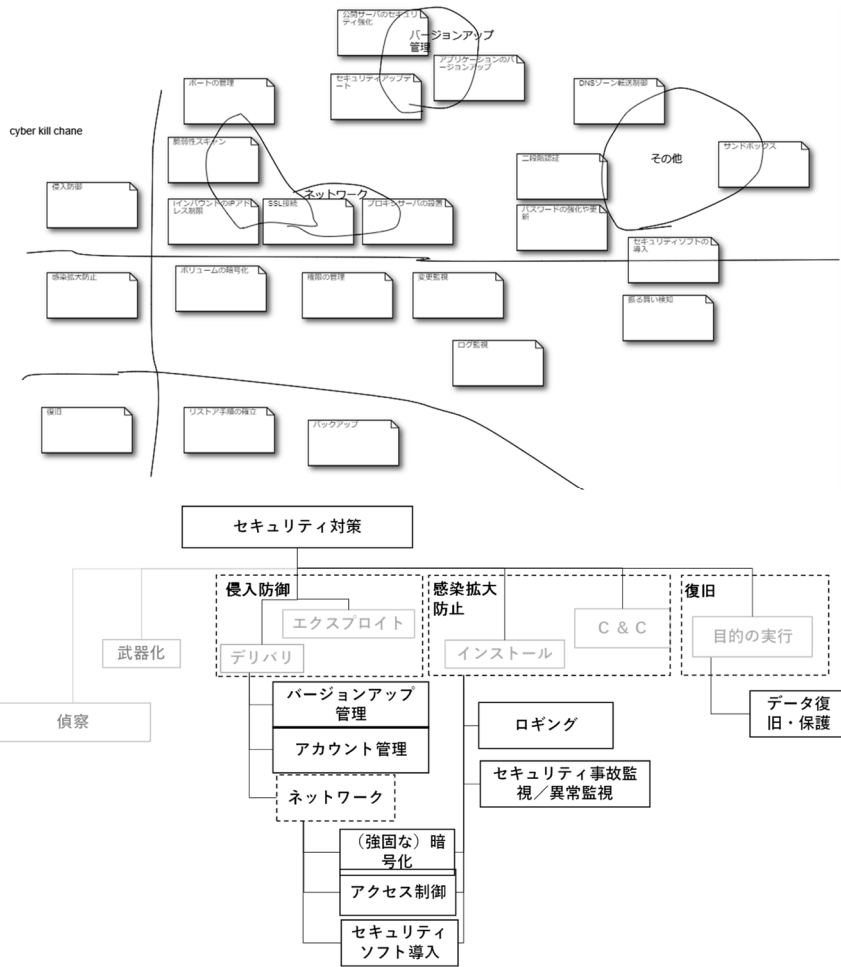 公開サーバのセキュリ
ティ強化
バージョンアップ
管理
アプリケーションのバ
ージョンアップ
セキュリティアップデ
ート
ポートの管理
DNSゾーン転送制御
cyber kill chane
脆弱性スキャン
二段階認証
その他
サンドボックス
侵入防御
インバウンドのIPアド
レス制限
SSL接続
ネットワーク
プロキシサーバの設置
パスワードの強化や更
新
セキュリティソフトの
導入
感染拡大防止
ボリュームの暗号化
権限の管理
変更監視
振る舞い検知
ログ監視
復旧
リストア手順の確立
バックアップ
セキュリティ対策
侵入防御
感染拡大
防止
復旧
エクスプロイト
C & C
目的の実行
武器化
デリバリ
インストール
偵察
バージョンアップ
管理
ロギング
データ復
旧・保護
アカウント管理
セキュリティ事故監
視／異常監視
ネットワーク
（強固な）暗
号化
アクセス制御
セキュリティ
ソフト導入